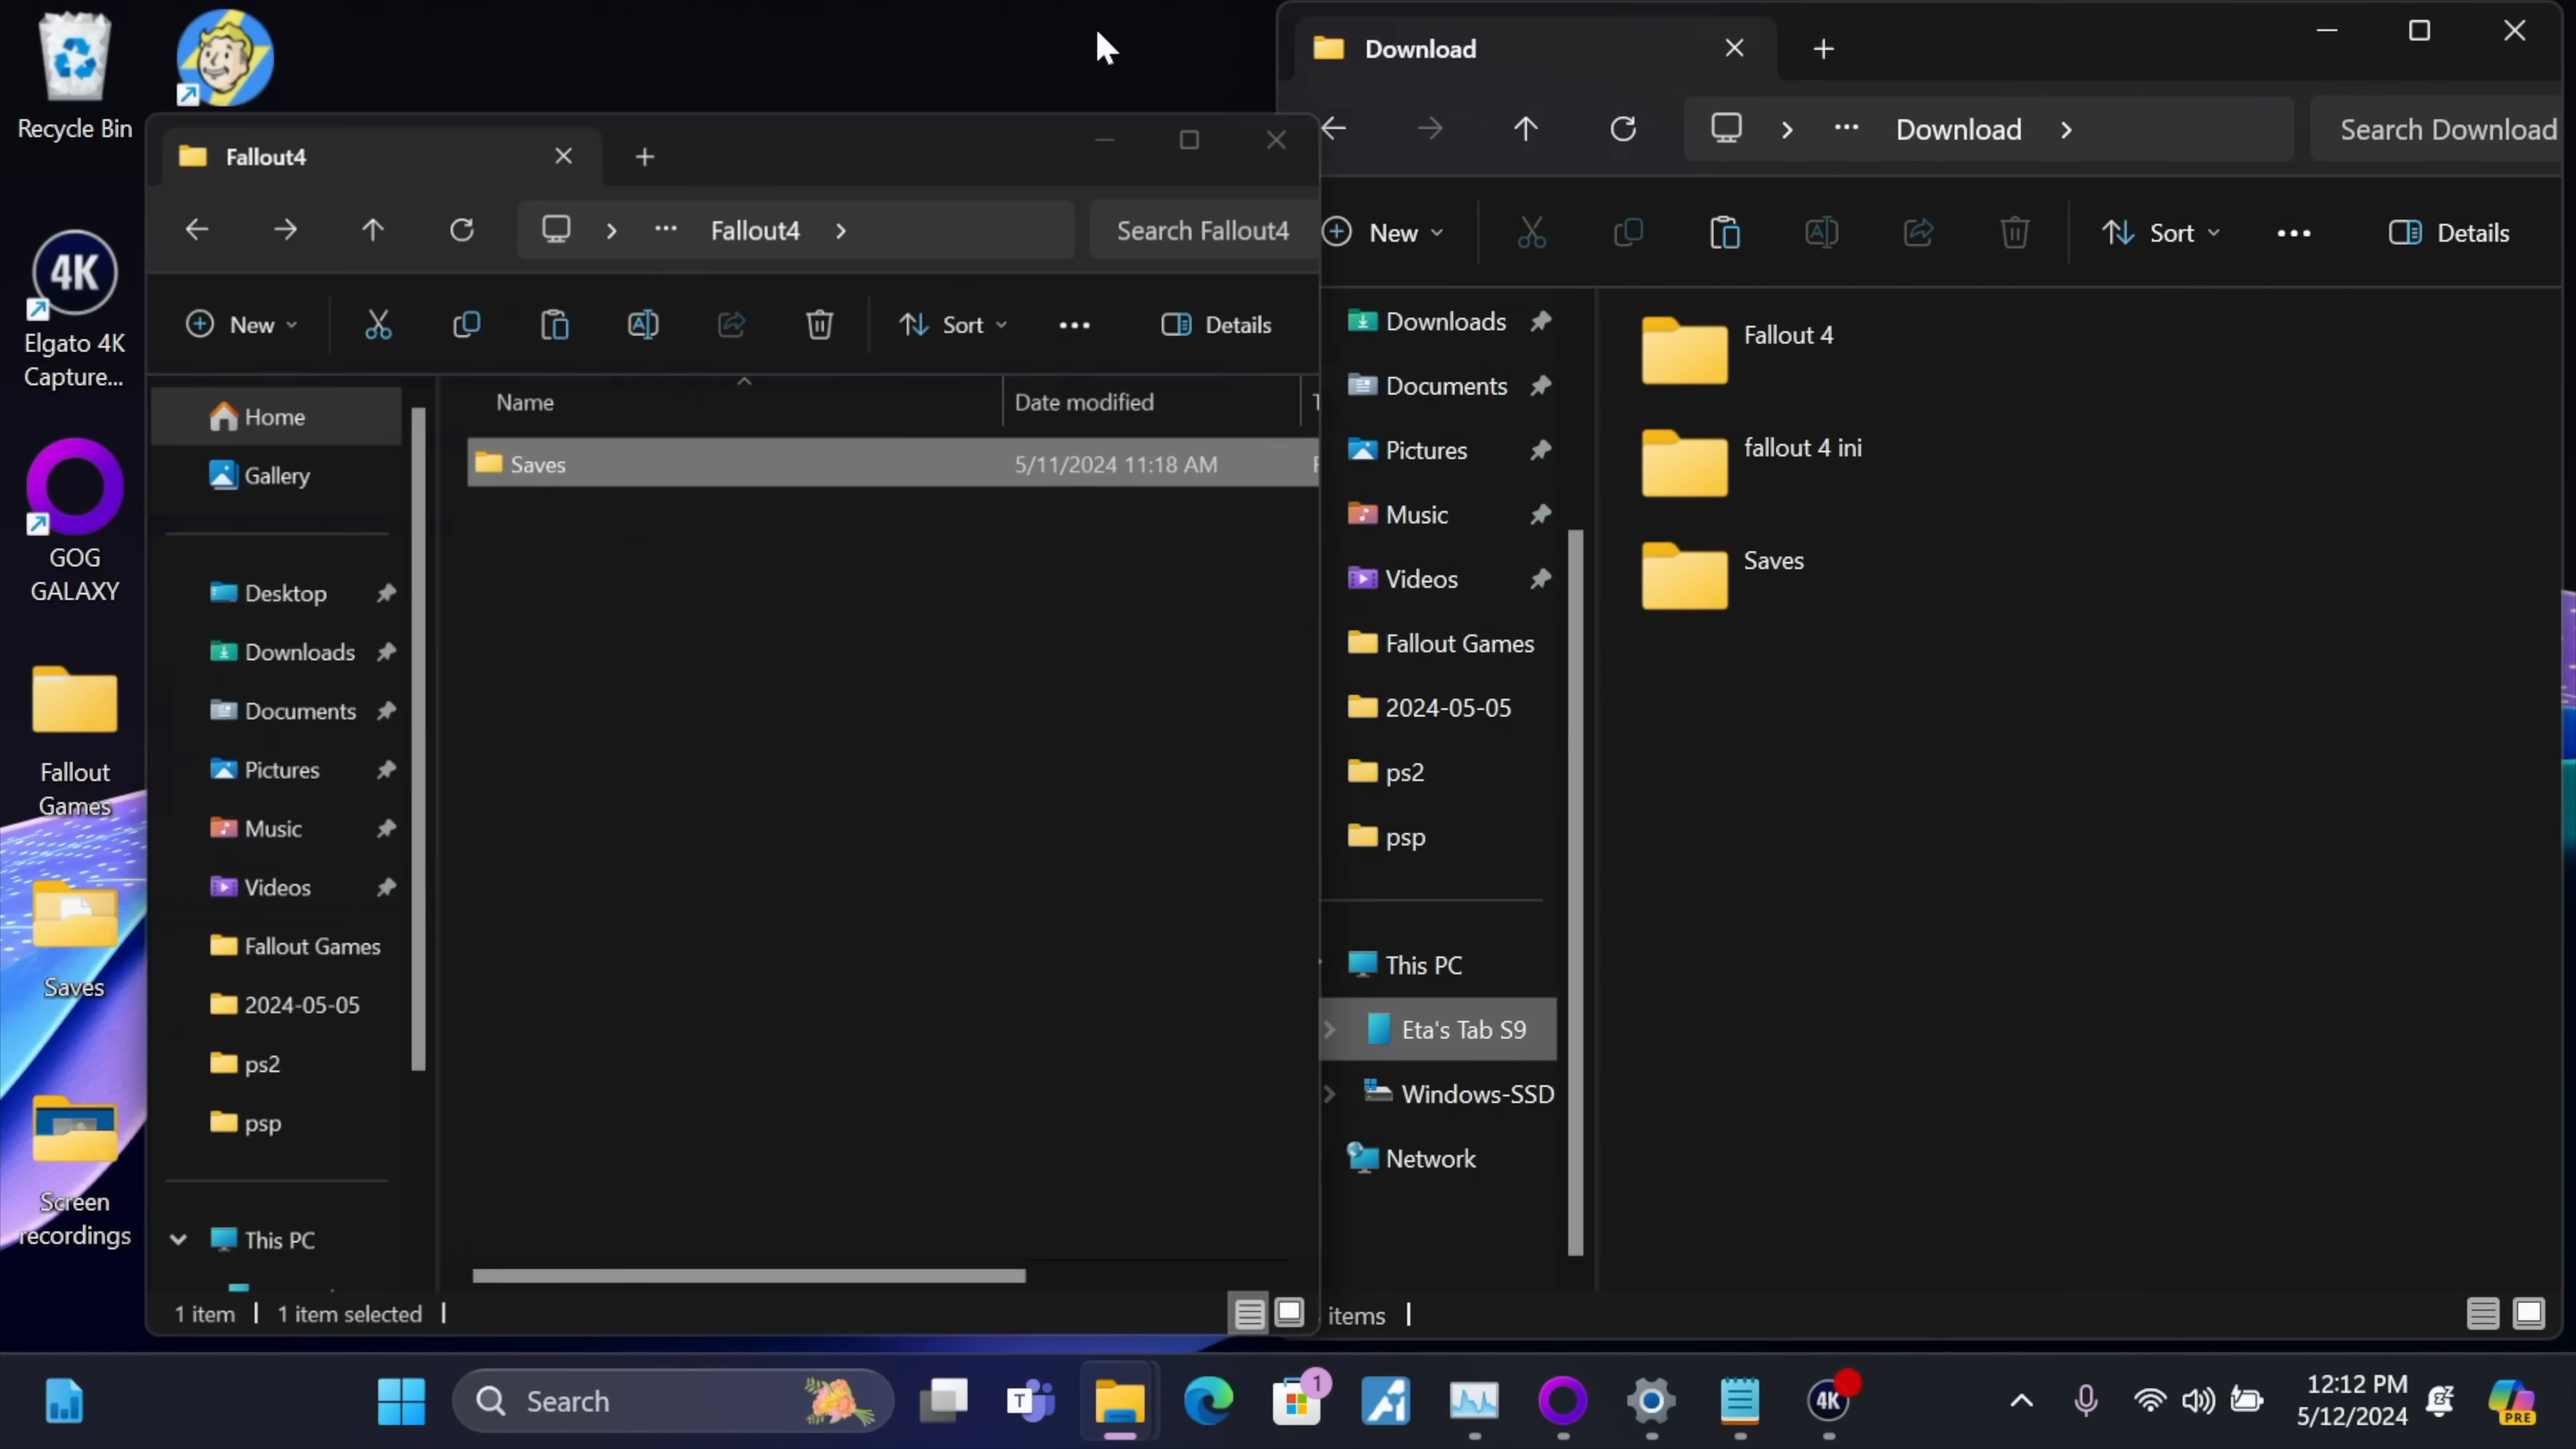 Recycle Bin
4K
Elgato 4K
Capture...
GOG
GALAXY
Fallout
Games
Saves
Screen
recordings
Fallout4
Fallout4
Search Fallout4
New
Sort
Details
Home
Gallery
Desktop
Downloads
Documents
Pictures
Music
Videos
Fallout Games
2024-05-05
ps2
psp
This PC
Name
Date modified
Saves
5/11/2024 11:18 AM
1 item
1 item selected
Download
Download
Search Download
New
Sort
Details
Downloads
Documents
Pictures
Music
Videos
Fallout Games
2024-05-05
ps2
psp
This PC
Eta's Tab S9
Windows-SSD
Network
Fallout 4
fallout 4 ini
Saves
items
Search
T
1
4K
12:12 PM
5/12/2024
PRE